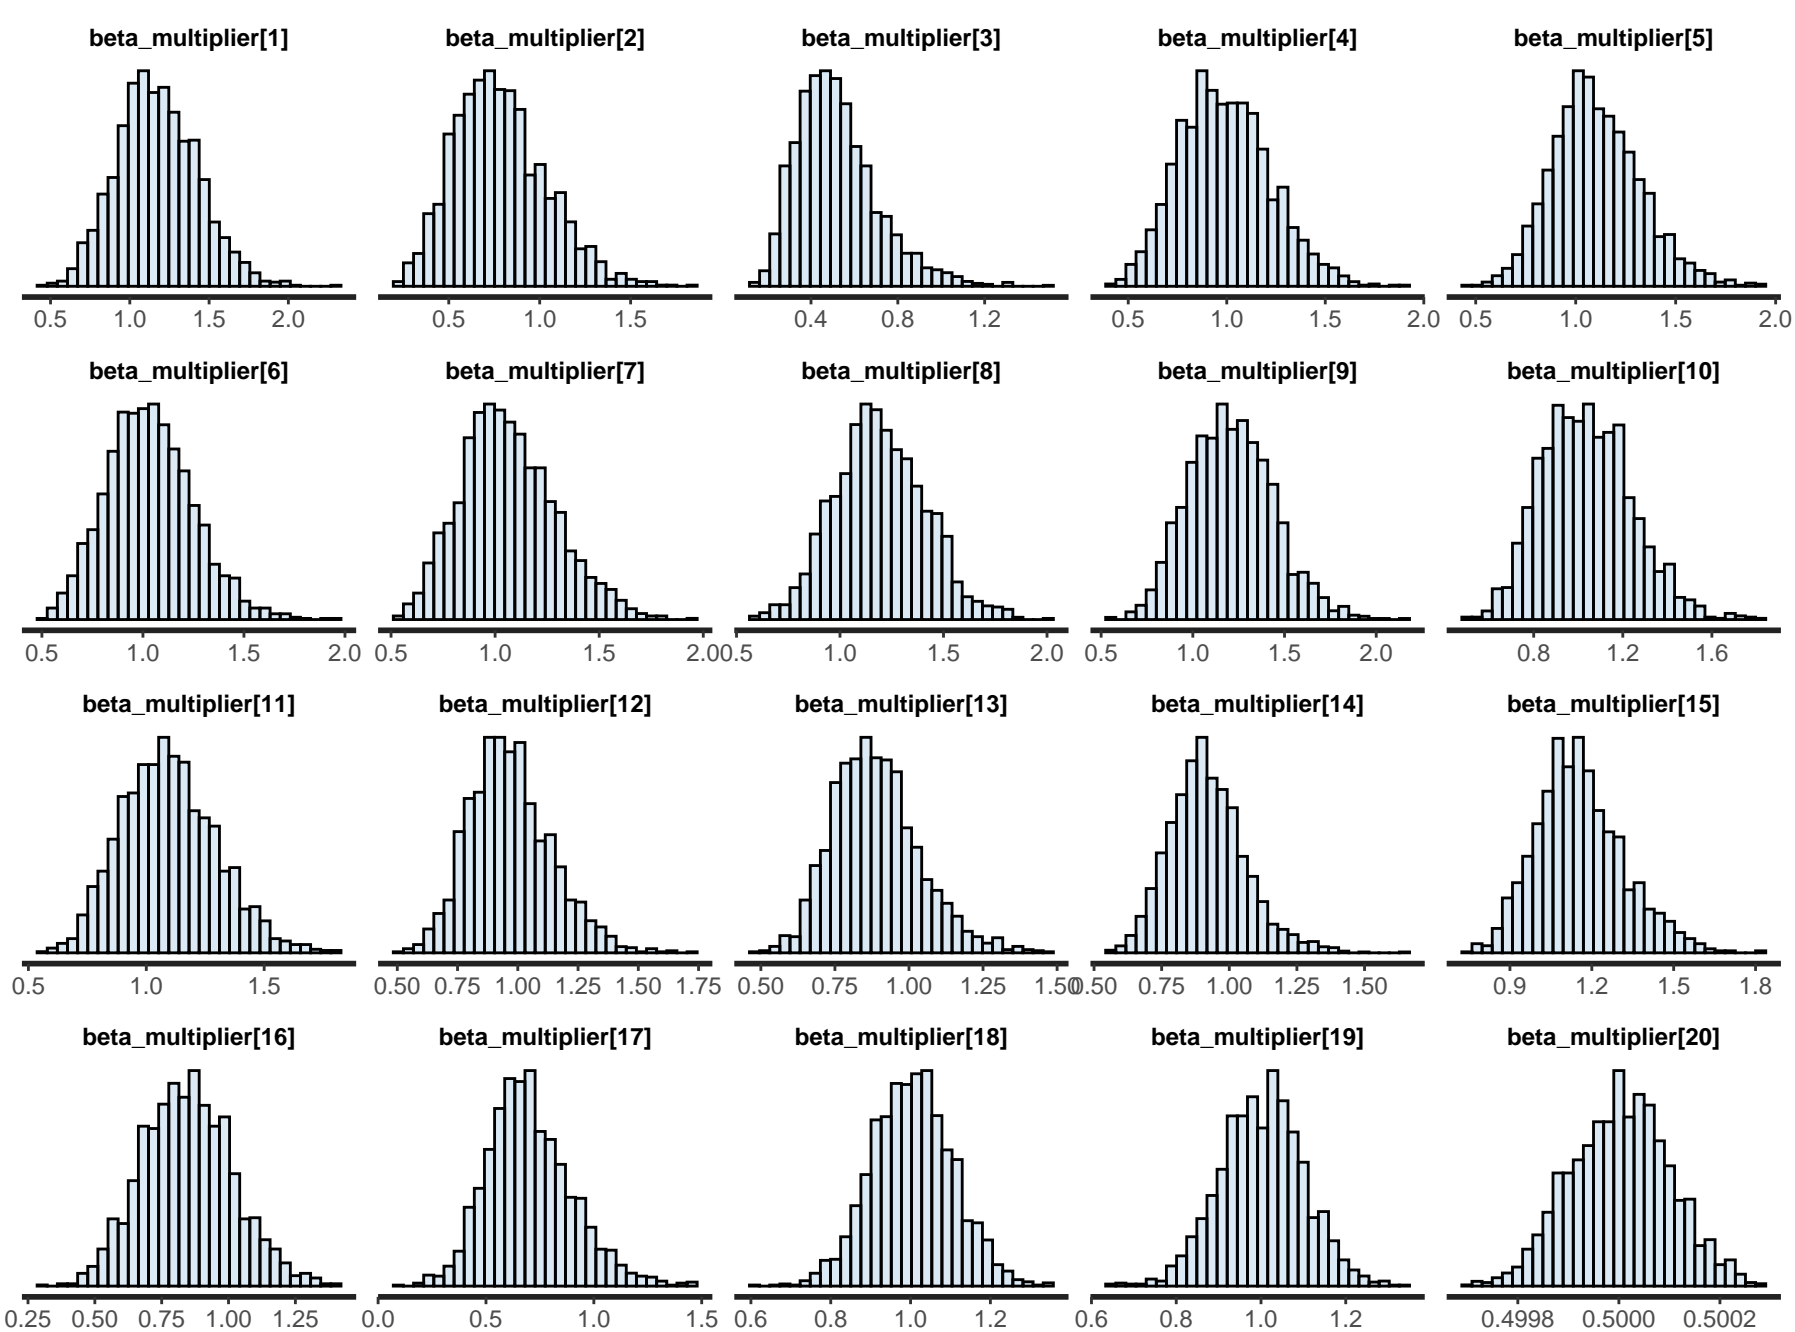 beta_multiplier[1] beta_multiplier[2] beta_multiplier[3] beta_multiplier[4] beta_multiplier[5]
0.5 1.0 1.5 2.0 0.5 1.0 1.5 0.4 0.8 1.2 0.5 1.0 1.5 2.0 0.5 1.0 1.5 2.0
beta_multiplier[6] beta_multiplier[7] beta_multiplier[8] beta_multiplier[9] beta_multiplier[10]
0.5 1.0 1.5 2.0 0.5 1.0 1.5 2.0 0.5 1.0 1.5 2.0 0.5 1.0 1.5 2.0 0.8 1.2 1.6
beta_multiplier[11] beta_multiplier[12] beta_multiplier[13] beta_multiplier[14] beta_multiplier[15]
0.5 1.0 1.5 0.50 0.75 1.00 1.25 1.50 1.75 0.50 0.75 1.00 1.25 1.50 0.50 0.75 1.00 1.25 1.50 0.9 1.2 1.5 1.8
beta_multiplier[16] beta_multiplier[17] beta_multiplier[18] beta_multiplier[19] beta_multiplier[20]
0.25 0.50 0.75 1.00 1.25 0.0 0.5 1.0 1.5 0.6 0.8 1.0 1.2 0.6 0.8 1.0 1.2 0.4998 0.5000 0.5002